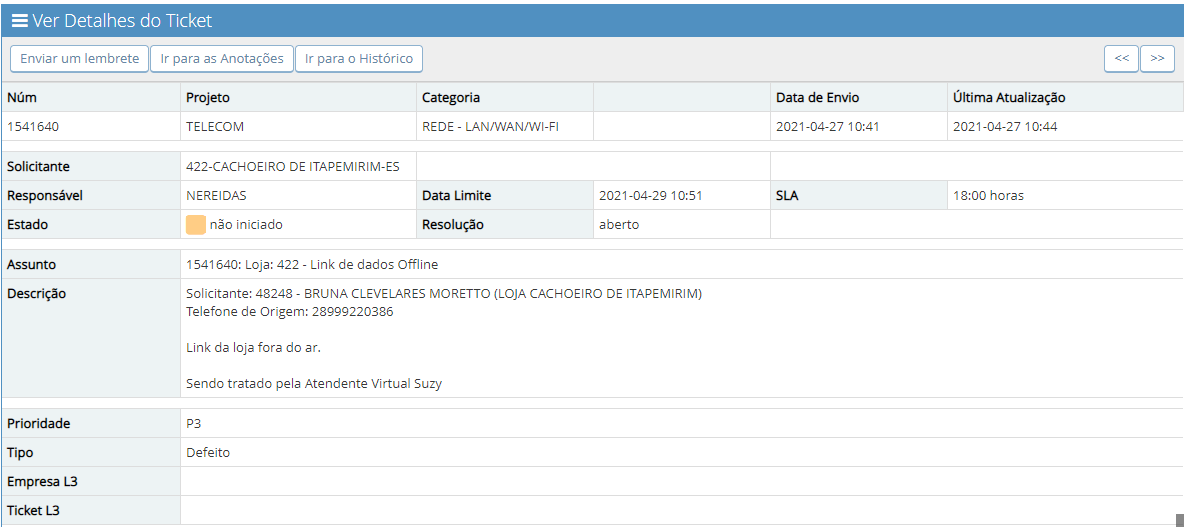 Ver Detalhes do Ticket
Enviar um lembrete Ir para as Anotações Ir para o Histórico << >>
Núm Projeto Categoria Data de Envio Última Atualização
1541640 TELECOM REDE - LAN/WAN/WI-FI 2021-04-27 10:41 2021-04-27 10:44
Solicitante 422-CACHOEIRO DE ITAPEMIRIM-ES
Responsável NEREIDAS Data Limite 2021-04-29 10:51 SLA 18:00 horas
Estado não iniciado Resolução aberto
Assunto 1541640: Loja: 422 - Link de dados Offline
Descrição Solicitante: 48248 - BRUNA CLEVELARES MORETTO (LOJA CACHOEIRO DE ITAPEMIRIM)
Telefone de Origem: 28999220386
Link da loja fora do ar.
Sendo tratado pela Atendente Virtual Suzy
Prioridade P3
Tipo Defeito
Empresa L3
Ticket L3